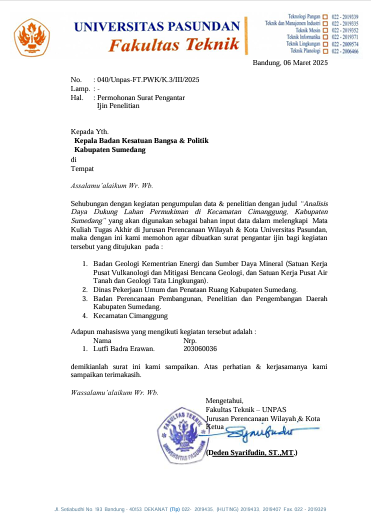 UNIVERSITAS PASUNDAN
Fakultas Teknik
Teknologi Pangan 022 - 2019339
Teknik dan Manajemen Industri 022 - 2019335
Teknik Mesin 022 - 2019352
Teknik Informatika 022 - 2019371
Teknik Lingkungan 022 - 2009574
Teknik Planologi 022 - 2006466
Bandung, 06 Maret 2025
No. : 040/Unpas-FT.PWK/K.3/III/2025
Lamp. : -
Hal. : Permohonan Surat Pengantar
Ijin Penelitian
Kepada Yth.
Kepala Badan Kesatuan Bangsa & Politik
Kabupaten Sumedang
di
Tempat
Assalamu'alaikum Wr. Wb.
Sehubungan dengan kegiatan pengumpulan data & penelitian dengan judul "Analisis
Daya Dukung Lahan Permukiman di Kecamatan Cimanggung, Kabupaten
Sumedang" yang akan digunakan sebagai bahan input data dalam melengkapi Mata
Kuliah Tugas Akhir di Jurusan Perencanaan Wilayah & Kota Universitas Pasundan,
maka dengan ini kami memohon agar dibuatkan surat pengantar ijin bagi kegiatan
tersebut yang ditujukan pada :
1. Badan Geologi Kementrian Energi dan Sumber Daya Mineral (Satuan Kerja
Pusat Vulkanologi dan Mitigasi Bencana Geologi, dan Satuan Kerja Pusat Air
Tanah dan Geologi Tata Lingkungan).
2. Dinas Pekerjaan Umum dan Penataan Ruang Kabupaten Sumedang.
3. Badan Perencanaan Pembangunan, Penelitian dan Pengembangan Daerah
Kabupaten Sumedang.
4. Kecamatan Cimanggung
Adapun mahasiswa yang mengikuti kegiatan tersebut adalah :
Nama Nrp.
1. Lutfi Badra Erawan. 203060036
demikianlah surat ini kami sampaikan. Atas perhatian & kerjasamanya kami
sampaikan terimakasih.
Wassalamu'alaikum Wr. Wb.
Mengetahui,
Fakultas Teknik – UNPAS
Jurusan Perencanaan Wilayah & Kota
Ketua
FAKULTAS TEKNIK
UNIVERSITAS PASUNDAN
(Deden Syarifudin, ST.,MT.)
Jl. Setiabudhi No. 193 Bandung - 40153 DEKANAT (Tlp) 022 - 2019435, (HUTING) 2019433, 2019407 Fax. 022 - 2019329